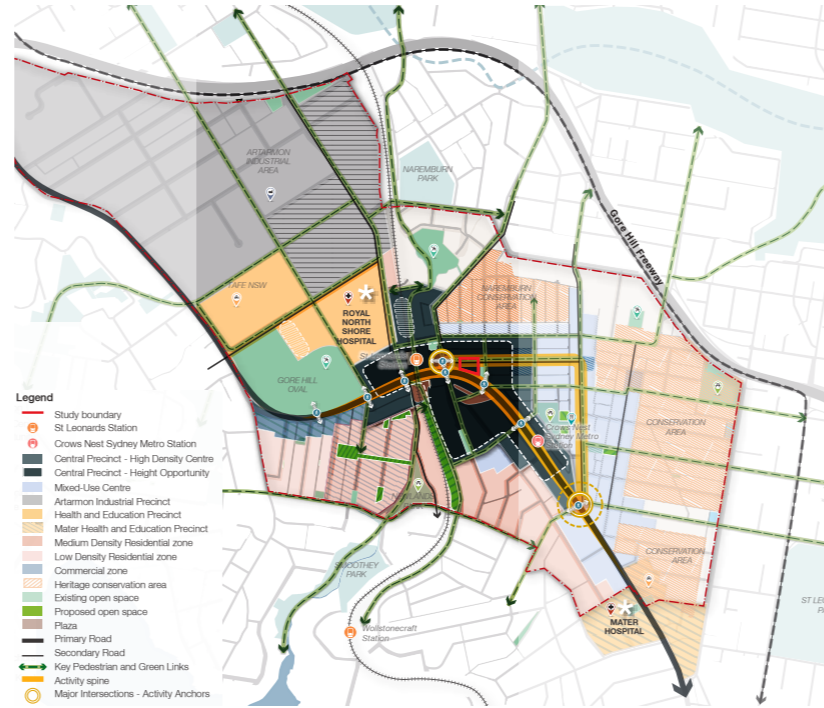 ARTARMON
INDUSTRIAL
AREA
NAREMBURN
PARK
Gore Hill Freeway
TAFE NSW
ROYAL
NORTH
SHORE
HOSPITAL
NAREMBURN
CONSERVATION
AREA
GORE HILL
OVAL
Crows Nest
Sydney Metro
CONSERVATION
AREA
CONSERVATION
AREA
SMOOTHEY
PARK
Wollstonecraft
Station
MATER
HOSPITAL
ST LE
Legend
Study boundary
St Leonards Station
Crows Nest Sydney Metro Station
Central Precinct - High Density Centre
Central Precinct - Height Opportunity
Mixed-Use Centre
Artarmon Industrial Precinct
Health and Education Precinct
Mater Health and Education Precinct
Medium Density Residential zone
Low Density Residential zone
Commercial zone
Heritage conservation area
Existing open space
Proposed open space
Plaza
Primary Road
Secondary Road
Key Pedestrian and Green Links
Activity spine
Major Intersections - Activity Anchors